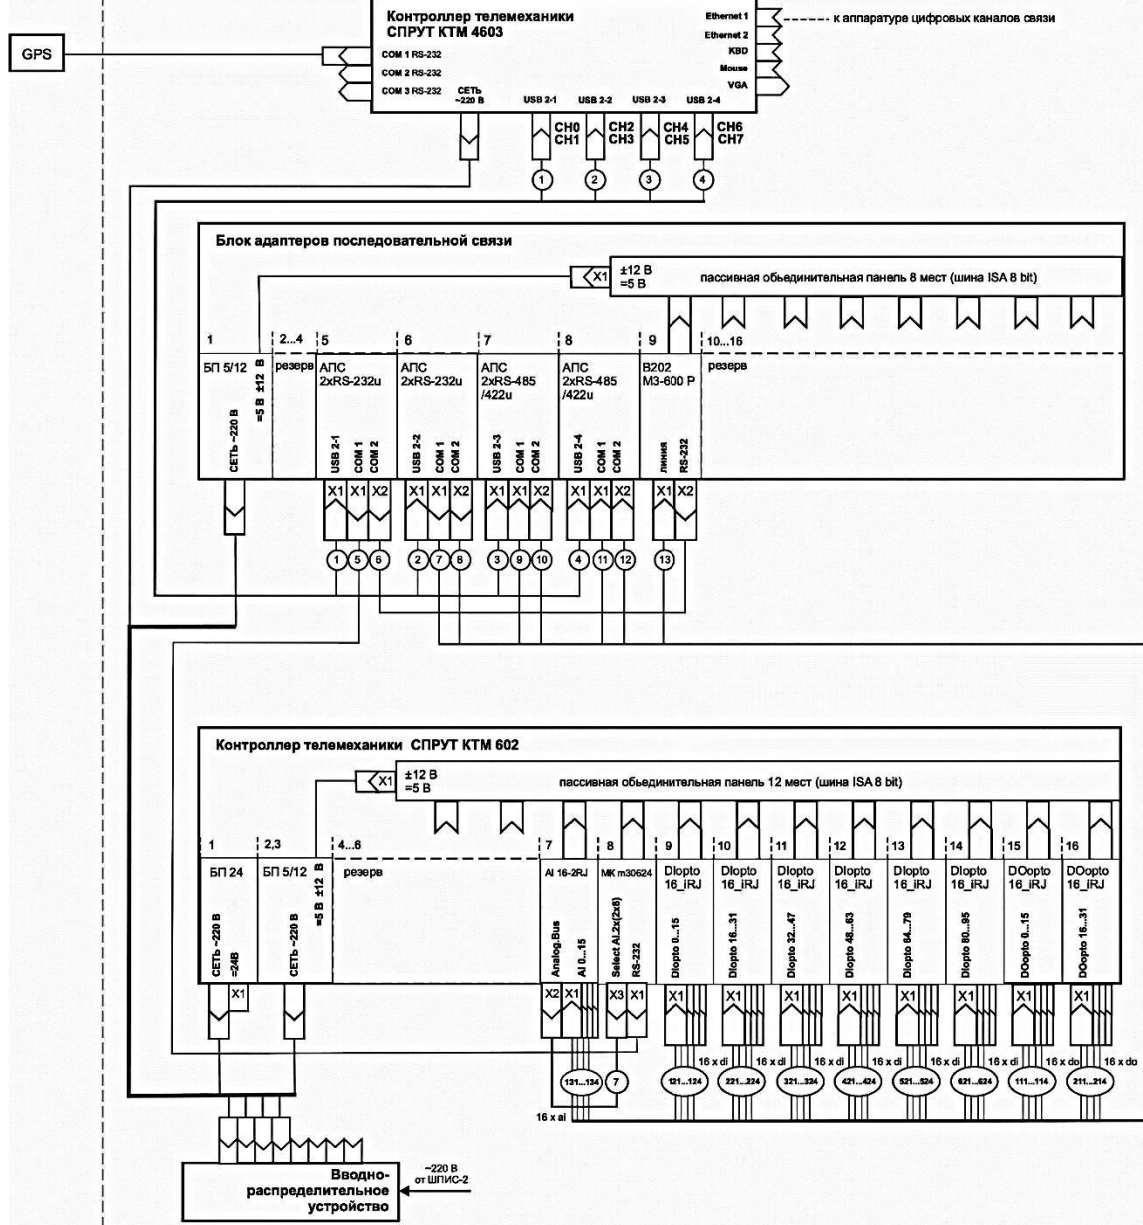 GPS
Контроллер телемеханики
СПРУТ КТМ 4603
COM 1 RS-232
COM 2 RS-232
COM 3 RS-232
СЕТЬ
~220 В
USB 2-1
USB 2-2
USB 2-3
USB 2-4
Ethernet 1
Ethernet 2
KBD
Mouse
VGA
к аппаратуре цифровых каналов связи
CH0
CH1
CH2
CH3
CH4
CH5
CH6
CH7
1
2
3
4
Блок адаптеров последовательной связи
X1
±12 В
=5 В
пассивная обьединительная панель 8 мест (шина ISA 8 bit)
1
2...4
5
6
7
8
9
10...16
БП 5/12
СЕТЬ ~220 В
=5 В ±12 В
резерв
АПС
2xRS-232u
USB 2-1
COM 1
COM 2
АПС
2xRS-232u
USB 2-2
COM 1
COM 2
АПС
2xRS-485
/422u
USB 2-3
COM 1
COM 2
АПС
2xRS-485
/422u
USB 2-4
COM 1
COM 2
B202
М3-600 Р
линия
RS-232
резерв
X1 X1 X2
X1 X1 X2
X1 X1 X2
X1 X1 X2
X1 X2
1 5 6
2 7 8
3 9 10
4 11 12
13
Контроллер телемеханики СПРУТ КТМ 602
X1
±12 В
=5 В
пассивная обьединительная панель 12 мест (шина ISA 8 bit)
1
2,3
4...6
7
8
9
10
11
12
13
14
15
16
БП 24
СЕТЬ ~220 В
=24В
БП 5/12
СЕТЬ ~220 В
=5 В ±12 В
резерв
AI 16-2RJ
Analog.Bus
AI 0...15
МК m30624
Select AI.2x(2x8)
RS-232
DIopto
16_iRJ
DIopto 0...15
DIopto
16_iRJ
DIopto 16...31
DIopto
16_iRJ
DIopto 32...47
DIopto
16_iRJ
DIopto 48...63
DIopto
16_iRJ
DIopto 64...79
DIopto
16_iRJ
DIopto 80...95
DOopto
16_iRJ
DOopto 0...15
DOopto
16_iRJ
DOopto 16...31
X1
X2 X1
X3 X1
X1
X1
X1
X1
X1
X1
X1
X1
16 x di
16 x di
16 x di
16 x di
16 x di
16 x di
16 x do
16 x do
131...134
7
121...124
221...224
321...324
421...424
521...524
621...624
111...114
211...214
16 x ai
Вводно-
распределительное
устройство
~220 В
от ШПИС-2